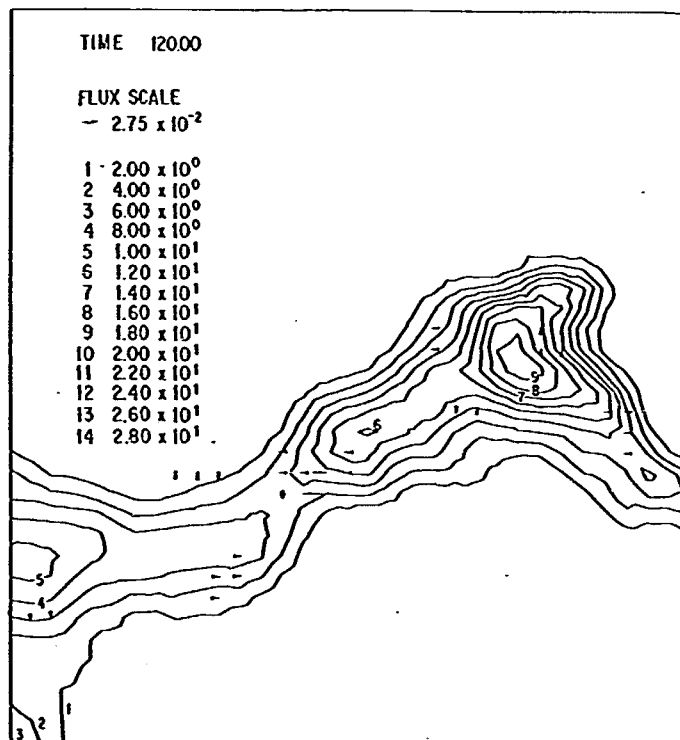 TIME 120.00
FLUX SCALE
— 2.75 x 10⁻²
1 - 2.00 x 10⁰
2 4.00 x 10⁰
3 6.00 x 10⁰
4 8.00 x 10⁰
5 1.00 x 10¹
6 1.20 x 10¹
7 1.40 x 10¹
8 1.60 x 10¹
9 1.80 x 10¹
10 2.00 x 10¹
11 2.20 x 10¹
12 2.40 x 10¹
13 2.60 x 10¹
14 2.80 x 10¹
9
8
7
6
5
4
1
2
3